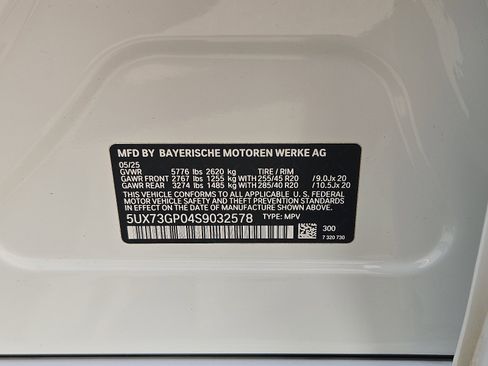 MFD BY BAYERISCHE MOTOREN WERKE AG
05/25
GVWR 5776 lbs 2620 kg TIRE / RIM
GAWR FRONT 2767 lbs 1255 kg 255/45 R20 /9.0Jx 20
GAWR REAR 3274 lbs 1485 kg 285/40 R20 /10.5Jx 20
THIS VEHICLE CONFORMS TO ALL APPLICABLE U. S. FEDERAL
MOTOR VEHICLE SAFETY AND THEFT PREVENTION STANDARDS
IN EFFECT ON THE DATE OF MANUFACTURE SHOWN ABOVE.
5UX73GP04S9032578 TYPE: MPV
300
7 320 730